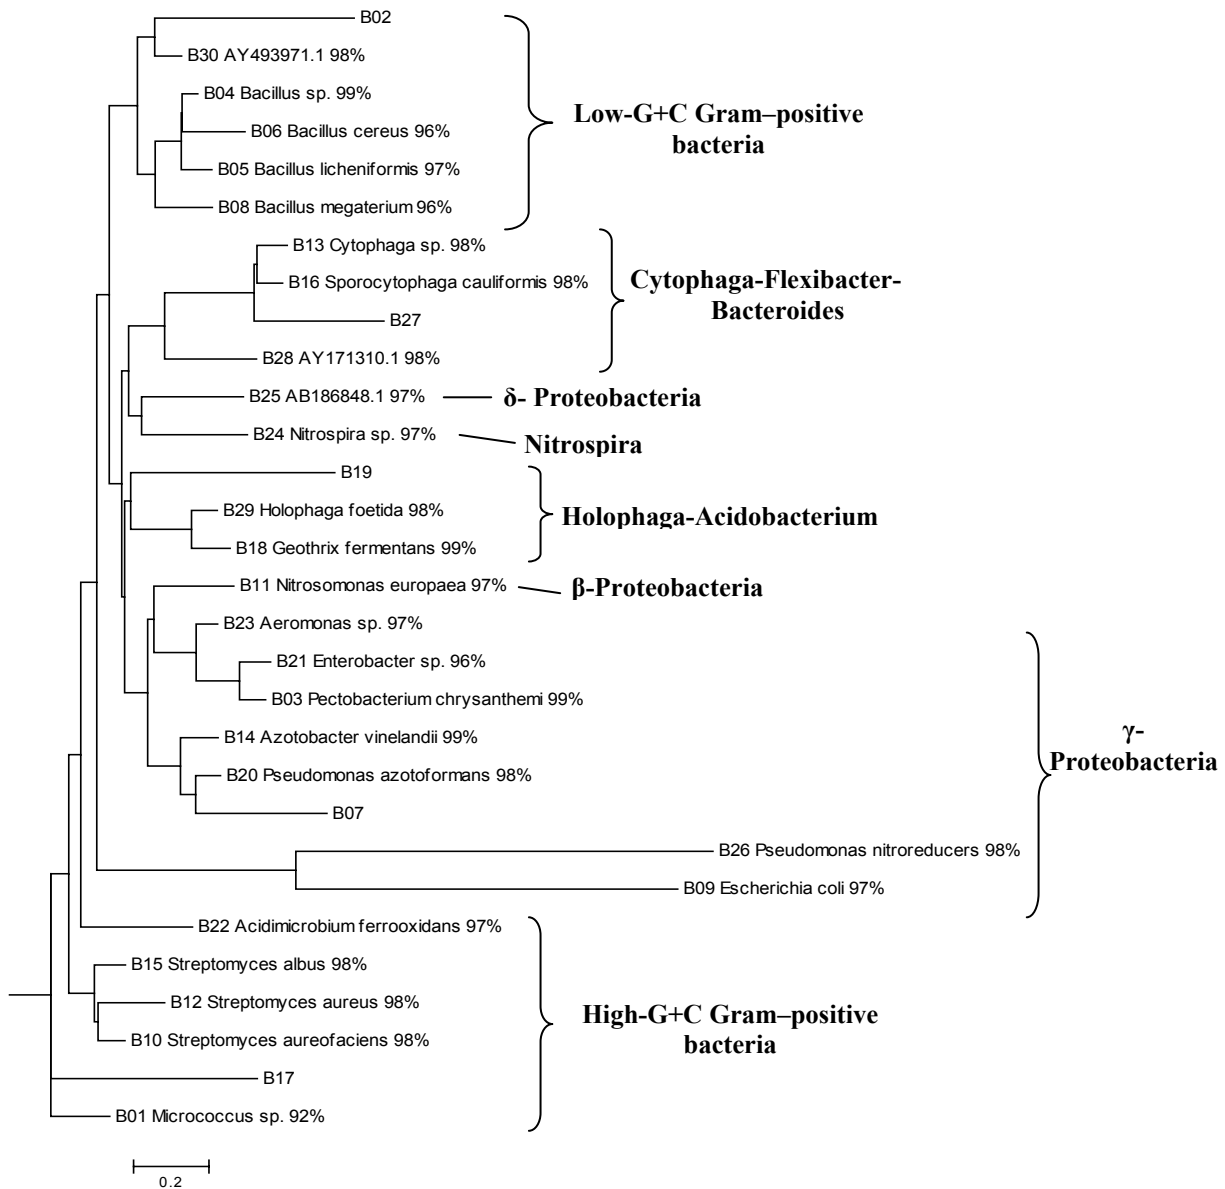 B02
B30 AY493971.1 98%
B04 Bacillus sp. 99%
B06 Bacillus cereus 96%
B05 Bacillus licheniformis 97%
B08 Bacillus megaterium 96%
Low-G+C Gram–positive
bacteria
B13 Cytophaga sp. 98%
B16 Sporocytophaga cauliformis 98%
B27
B28 AY171310.1 98%
Cytophaga-Flexibacter-
Bacteroides
B25 AB186848.1 97%
δ- Proteobacteria
B24 Nitrospira sp. 97%
Nitrospira
B19
B29 Holophaga foetida 98%
B18 Geothrix fermentans 99%
Holophaga-Acidobacterium
B11 Nitrosomonas europaea 97%
β-Proteobacteria
B23 Aeromonas sp. 97%
B21 Enterobacter sp. 96%
B03 Pectobacterium chrysanthemi 99%
B14 Azotobacter vinelandii 99%
B20 Pseudomonas azotoformans 98%
B07
B26 Pseudomonas nitroreducers 98%
B09 Escherichia coli 97%
γ-
Proteobacteria
B22 Acidimicrobium ferrooxidans 97%
B15 Streptomyces albus 98%
B12 Streptomyces aureus 98%
B10 Streptomyces aureofaciens 98%
B17
B01 Micrococcus sp. 92%
High-G+C Gram–positive
bacteria
0.2